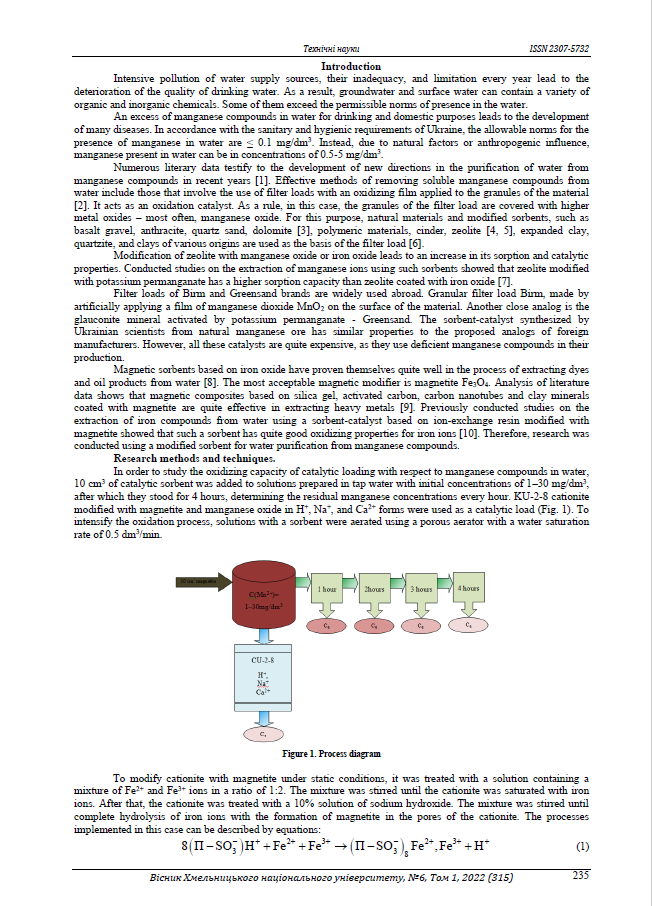 Технічні науки ISSN 2307-5732
Introduction
Intensive pollution of water supply sources, their inadequacy, and limitation every year lead to the
deterioration of the quality of drinking water. As a result, groundwater and surface water can contain a variety of
organic and inorganic chemicals. Some of them exceed the permissible norms of presence in the water.
An excess of manganese compounds in water for drinking and domestic purposes leads to the development
of many diseases. In accordance with the sanitary and hygienic requirements of Ukraine, the allowable norms for the
presence of manganese in water are ≤ 0.1 mg/dm³. Instead, due to natural factors or anthropogenic influence,
manganese present in water can be in concentrations of 0.5-5 mg/dm³.
Numerous literary data testify to the development of new directions in the purification of water from
manganese compounds in recent years [1]. Effective methods of removing soluble manganese compounds from
water include those that involve the use of filter loads with an oxidizing film applied to the granules of the material
[2]. It acts as an oxidation catalyst. As a rule, in this case, the granules of the filter load are covered with higher
metal oxides – most often, manganese oxide. For this purpose, natural materials and modified sorbents, such as
basalt gravel, anthracite, quartz sand, dolomite [3], polymeric materials, cinder, zeolite [4, 5], expanded clay,
quartzite, and clays of various origins are used as the basis of the filter load [6].
Modification of zeolite with manganese oxide or iron oxide leads to an increase in its sorption and catalytic
properties. Conducted studies on the extraction of manganese ions using such sorbents showed that zeolite modified
with potassium permanganate has a higher sorption capacity than zeolite coated with iron oxide [7].
Filter loads of Birm and Greensand brands are widely used abroad. Granular filter load Birm, made by
artificially applying a film of manganese dioxide MnO₂ on the surface of the material. Another close analog is the
glauconite mineral activated by potassium permanganate - Greensand. The sorbent-catalyst synthesized by
Ukrainian scientists from natural manganese ore has similar properties to the proposed analogs of foreign
manufacturers. However, all these catalysts are quite expensive, as they use deficient manganese compounds in their
production.
Magnetic sorbents based on iron oxide have proven themselves quite well in the process of extracting dyes
and oil products from water [8]. The most acceptable magnetic modifier is magnetite Fe₃O₄. Analysis of literature
data shows that magnetic composites based on silica gel, activated carbon, carbon nanotubes and clay minerals
coated with magnetite are quite effective in extracting heavy metals [9]. Previously conducted studies on the
extraction of iron compounds from water using a sorbent-catalyst based on ion-exchange resin modified with
magnetite showed that such a sorbent has quite good oxidizing properties for iron ions [10]. Therefore, research was
conducted using a modified sorbent for water purification from manganese compounds.
Research methods and techniques.
In order to study the oxidizing capacity of catalytic loading with respect to manganese compounds in water,
10 cm³ of catalytic sorbent was added to solutions prepared in tap water with initial concentrations of 1–30 mg/dm³,
after which they stood for 4 hours, determining the residual manganese concentrations every hour. KU-2-8 cationite
modified with magnetite and manganese oxide in H⁺, Na⁺, and Ca²⁺ forms were used as a catalytic load (Fig. 1). To
intensify the oxidation process, solutions with a sorbent were aerated using a porous aerator with a water saturation
rate of 0.5 dm³/min.
C(Mn²⁺)=
1–30mg/dm³
1 hour 2hours 3 hours 4 hours
CU-2-8
H⁺,
Na⁺
Ca²⁺
Figure 1. Process diagram
To modify cationite with magnetite under static conditions, it was treated with a solution containing a
mixture of Fe²⁺ and Fe³⁺ ions in a ratio of 1:2. The mixture was stirred until the cationite was saturated with iron
ions. After that, the cationite was treated with a 10% solution of sodium hydroxide. The mixture was stirred until
complete hydrolysis of iron ions with the formation of magnetite in the pores of the cationite. The processes
implemented in this case can be described by equations:
8(П−SO₃⁻)H⁺ + Fe²⁺ + Fe³⁺ → (П−SO₃⁻)₈ Fe²⁺, Fe³⁺ + H⁺ (1)
Вісник Хмельницького національного університету, №6, Том 1, 2022 (315) 235